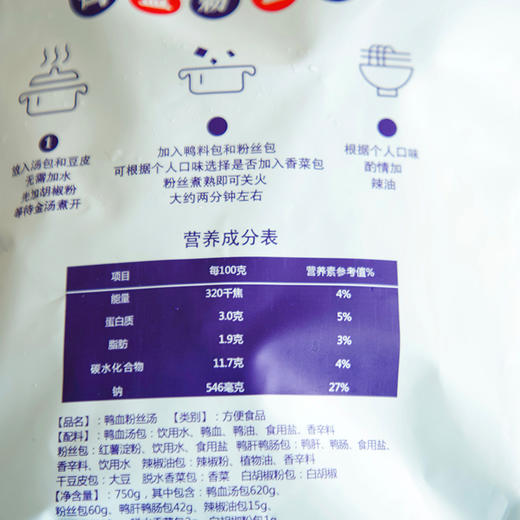 1
放入汤包和豆皮
无需加水
先加胡椒粉
等待金汤煮开
加入鸭料包和粉丝包
可根据个人口味选择是否加入香菜包
粉丝煮熟即可关火
大约两分钟左右
根据个人口味
酌情加
辣油
营养成分表
项目 每100克 营养素参考值%
能量 320千焦 4%
蛋白质 3.0克 5%
脂肪 1.9克 3%
碳水化合物 11.7克 4%
钠 546毫克 27%
【品名】：鸭血粉丝汤 【类别】：方便食品
【配料】：鸭血汤包：饮用水、鸭血、鸭油、食用盐、香辛料
粉丝包：红薯淀粉、饮用水、食用盐 鸭肝鸭肠包：鸭肝、鸭肠、食用盐、
香辛料、饮用水 辣椒油包：辣椒粉、植物油、香辛料
干豆皮包：大豆 脱水香菜包：香菜 白胡椒粉包：白胡椒
【净含量】：750g，其中包含：鸭血汤包620g、
粉丝包60g、鸭肝鸭肠包42g、辣椒油包15g、